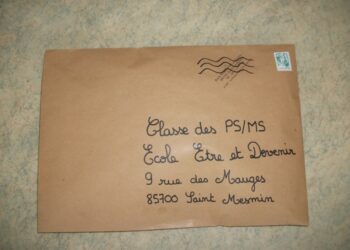 Classe des PS/MS
Ecole Etre et Devenir
9 rue des Mauges
85700 Saint Mesmin